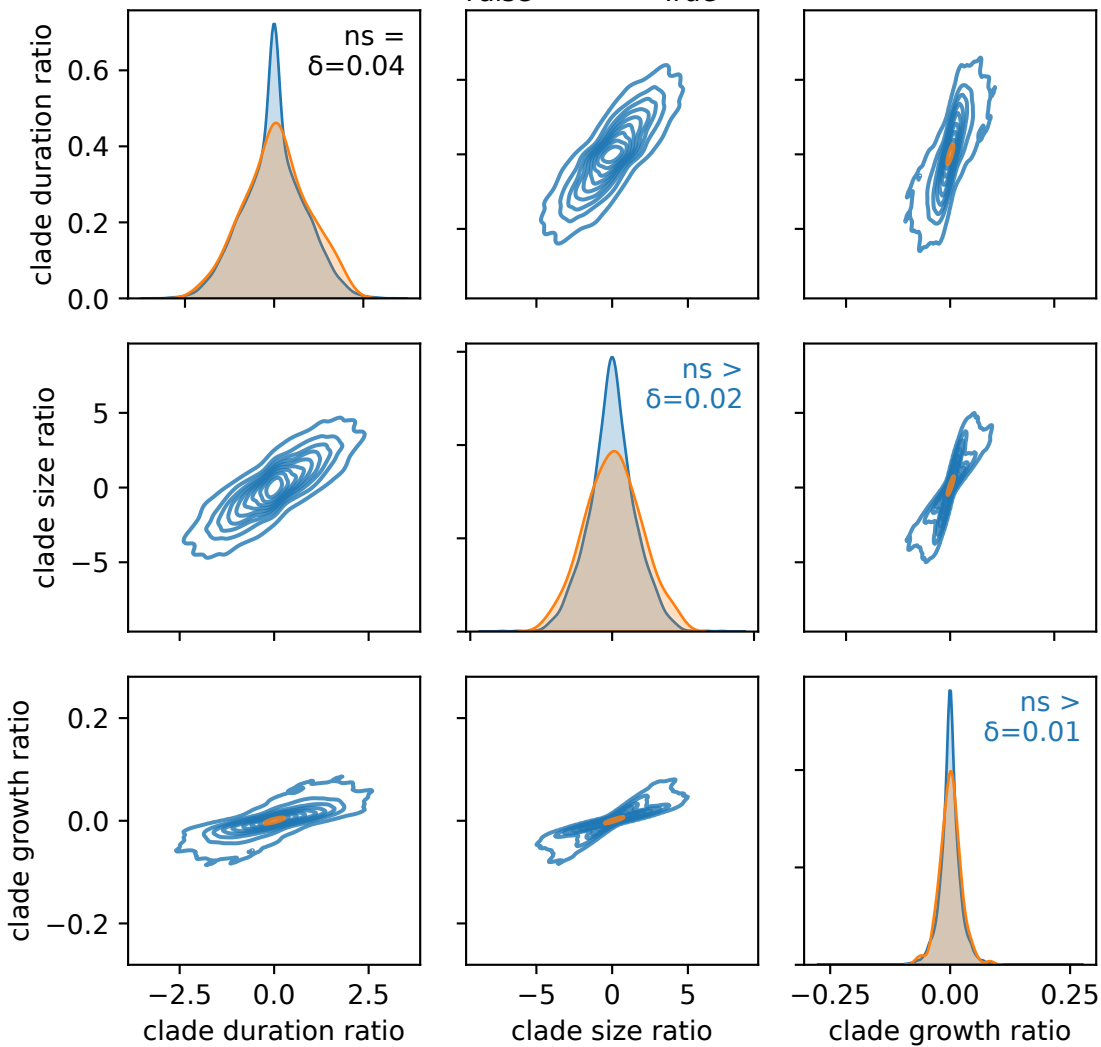 ns =
δ=0.04
clade duration ratio
0.6
0.4
0.2
0.0
ns >
δ=0.02
clade size ratio
5
0
−5
ns >
δ=0.01
clade growth ratio
0.2
0.0
−0.2
−2.5 0.0 2.5 −5 0 5 −0.25 0.00 0.25
clade duration ratio clade size ratio clade growth ratio